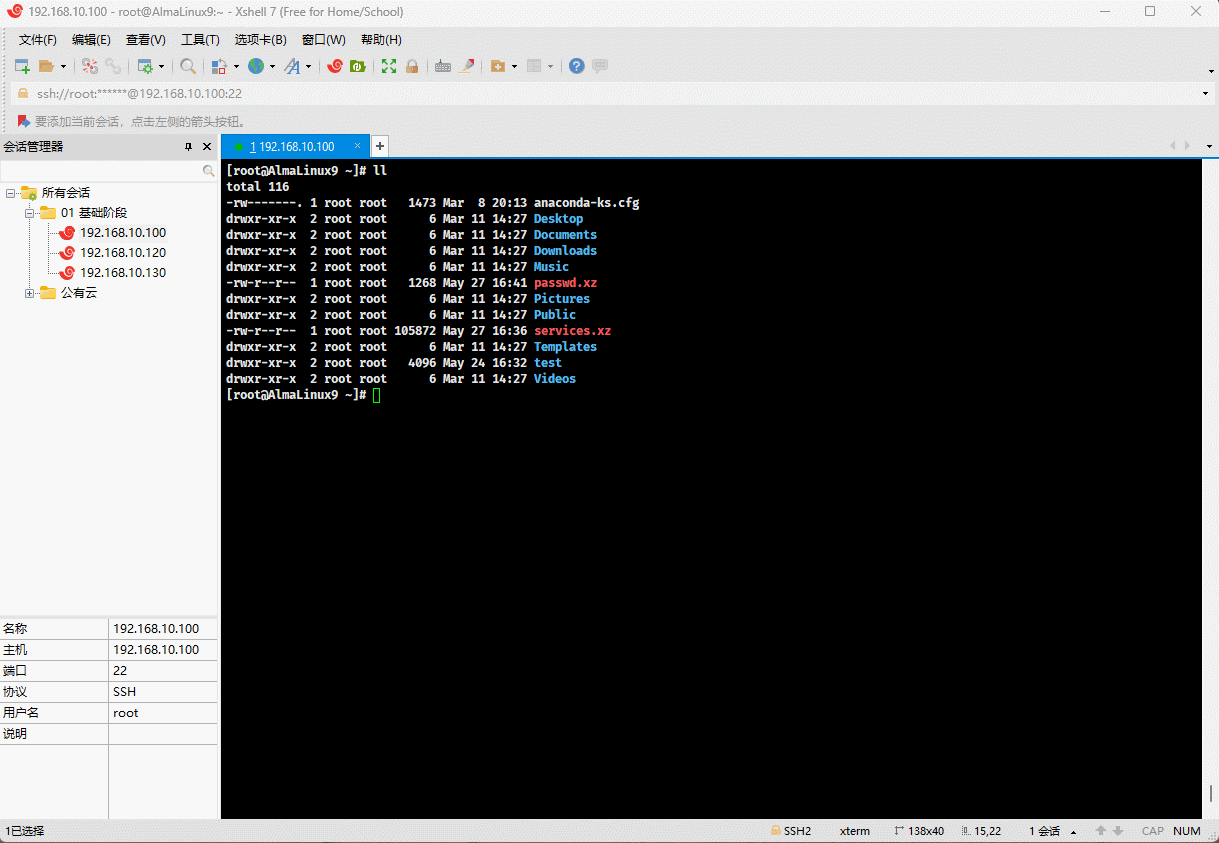 192.168.10.100 - root@AlmaLinux9:~ - Xshell 7 (Free for Home/School)
文件(F) 编辑(E) 查看(V) 工具(T) 选项卡(B) 窗口(W) 帮助(H)
ssh://root:******@192.168.10.100:22
要添加当前会话，点击左侧的箭头按钮。
会话管理器
所有会话
01 基础阶段
192.168.10.100
192.168.10.120
192.168.10.130
公有云
名称 192.168.10.100
主机 192.168.10.100
端口 22
协议 SSH
用户名 root
说明
1 192.168.10.100
[root@AlmaLinux9 ~]# ll
total 116
-rw-------. 1 root root   1473 Mar  8 20:13 anaconda-ks.cfg
drwxr-xr-x  2 root root      6 Mar 11 14:27 Desktop
drwxr-xr-x  2 root root      6 Mar 11 14:27 Documents
drwxr-xr-x  2 root root      6 Mar 11 14:27 Downloads
drwxr-xr-x  2 root root      6 Mar 11 14:27 Music
-rw-r--r--  1 root root   1268 May 27 16:41 passwd.xz
drwxr-xr-x  2 root root      6 Mar 11 14:27 Pictures
drwxr-xr-x  2 root root      6 Mar 11 14:27 Public
-rw-r--r--  1 root root 105872 May 27 16:36 services.xz
drwxr-xr-x  2 root root      6 Mar 11 14:27 Templates
drwxr-xr-x  2 root root   4096 May 24 16:32 test
drwxr-xr-x  2 root root      6 Mar 11 14:27 Videos
[root@AlmaLinux9 ~]#
1已选择 SSH2 xterm 138x40 15,22 1 会话 CAP NUM